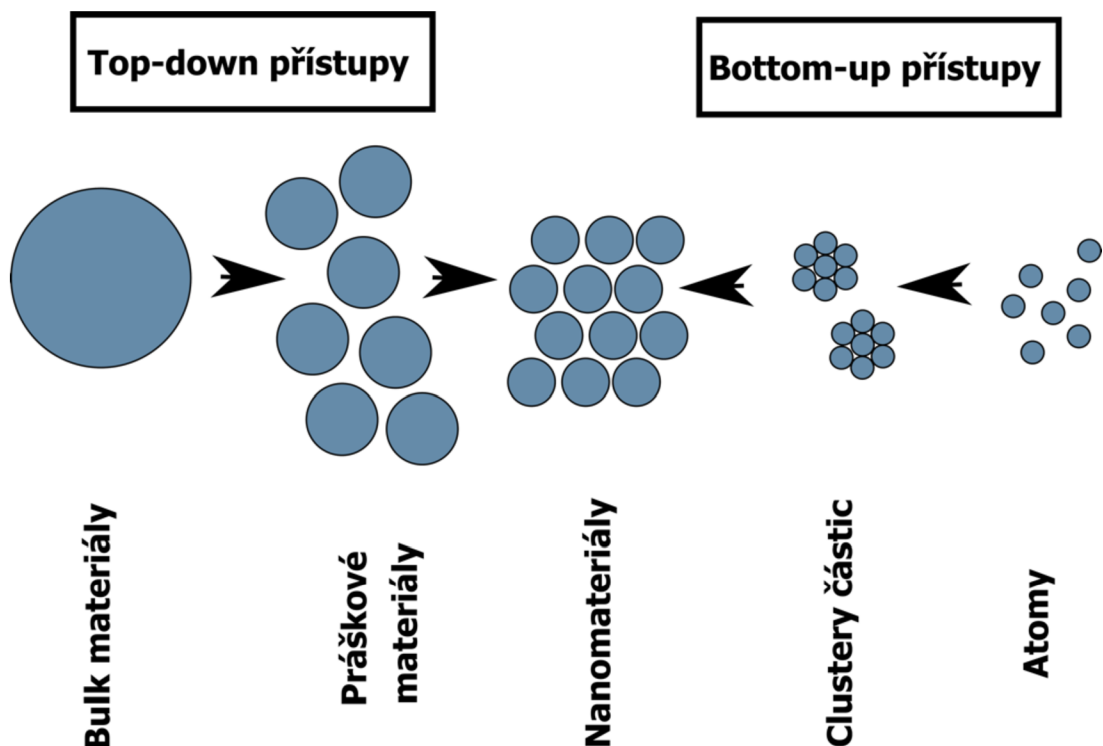 Top-down přístupy
Bottom-up přístupy
Bulk materiály
Práškové
materiály
Nanomateriály
Clustery částic
Atomy